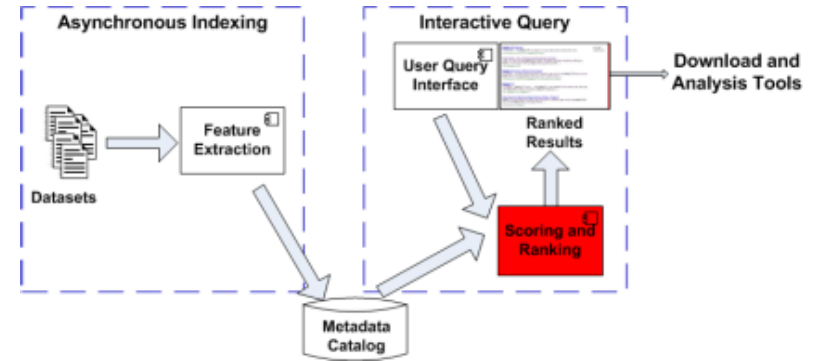 Asynchronous Indexing
Interactive Query
User Query
Interface
Download and
Analysis Tools
Feature
Extraction
Ranked
Results
Datasets
Scoring and
Ranking
Metadata
Catalog